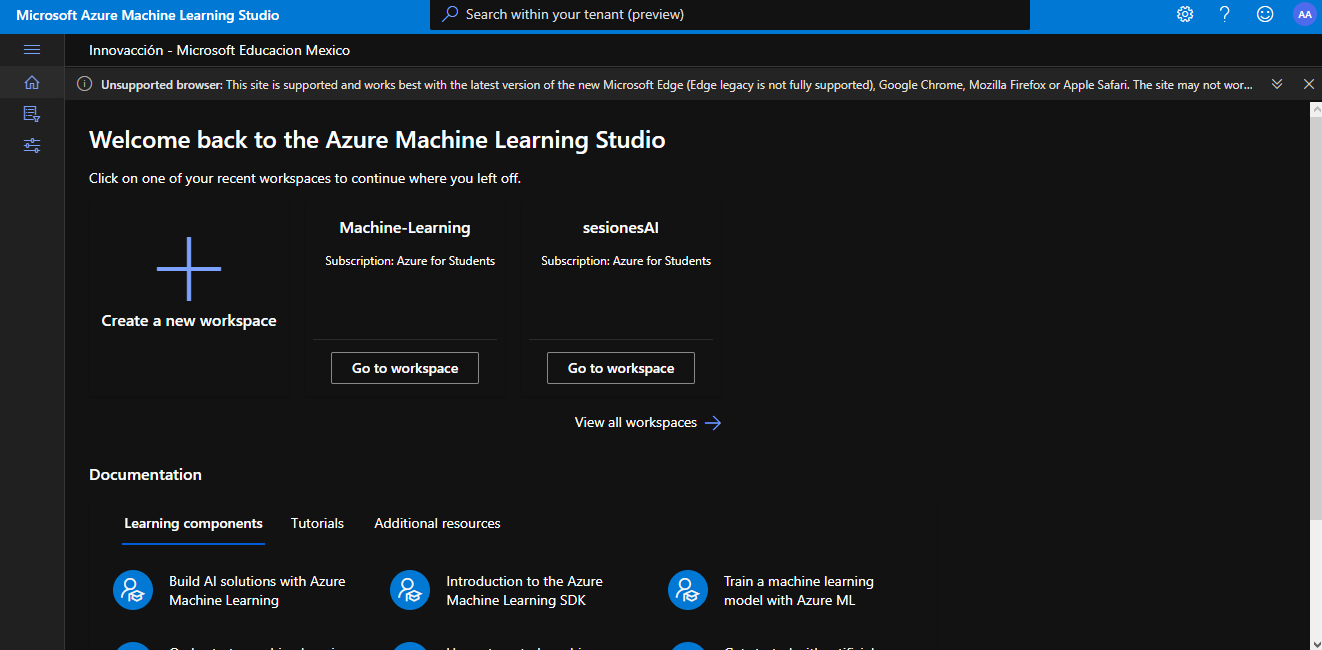 Microsoft Azure Machine Learning Studio
Search within your tenant (preview)
AA
Innovacción - Microsoft Educacion Mexico
Unsupported browser: This site is supported and works best with the latest version of the new Microsoft Edge (Edge legacy is not fully supported), Google Chrome, Mozilla Firefox or Apple Safari. The site may not wor...
Welcome back to the Azure Machine Learning Studio
Click on one of your recent workspaces to continue where you left off.
Create a new workspace
Machine-Learning
Subscription: Azure for Students
Go to workspace
sesionesAI
Subscription: Azure for Students
Go to workspace
View all workspaces
Documentation
Learning components
Tutorials
Additional resources
Build AI solutions with Azure
Machine Learning
Introduction to the Azure
Machine Learning SDK
Train a machine learning
model with Azure ML